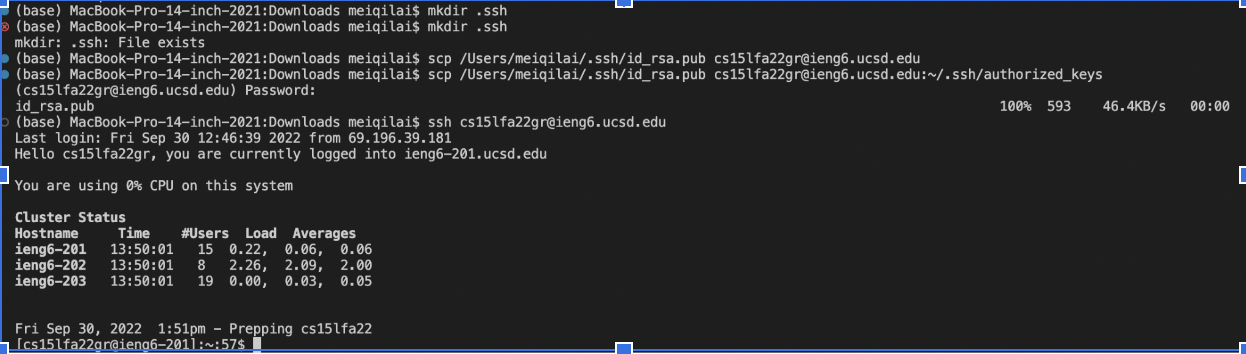 (base) MacBook-Pro-14-inch-2021:Downloads meiqilai$ mkdir .ssh
(base) MacBook-Pro-14-inch-2021:Downloads meiqilai$ mkdir .ssh
mkdir: .ssh: File exists
(base) MacBook-Pro-14-inch-2021:Downloads meiqilai$ scp /Users/meiqilai/.ssh/id_rsa.pub cs15lfa22gr@ieng6.ucsd.edu
(base) MacBook-Pro-14-inch-2021:Downloads meiqilai$ scp /Users/meiqilai/.ssh/id_rsa.pub cs15lfa22gr@ieng6.ucsd.edu:~/.ssh/authorized_keys
(cs15lfa22gr@ieng6.ucsd.edu) Password:
id_rsa.pub 100% 593 46.4KB/s 00:00
(base) MacBook-Pro-14-inch-2021:Downloads meiqilai$ ssh cs15lfa22gr@ieng6.ucsd.edu
Last login: Fri Sep 30 12:46:39 2022 from 69.196.39.181
Hello cs15lfa22gr, you are currently logged into ieng6-201.ucsd.edu
You are using 0% CPU on this system
Cluster Status
Hostname Time #Users Load Averages
ieng6-201 13:50:01 15 0.22, 0.06, 0.06
ieng6-202 13:50:01 8 2.26, 2.09, 2.00
ieng6-203 13:50:01 19 0.00, 0.03, 0.05
Fri Sep 30, 2022 1:51pm - Prepping cs15lfa22
[cs15lfa22gr@ieng6-201]:~:57$